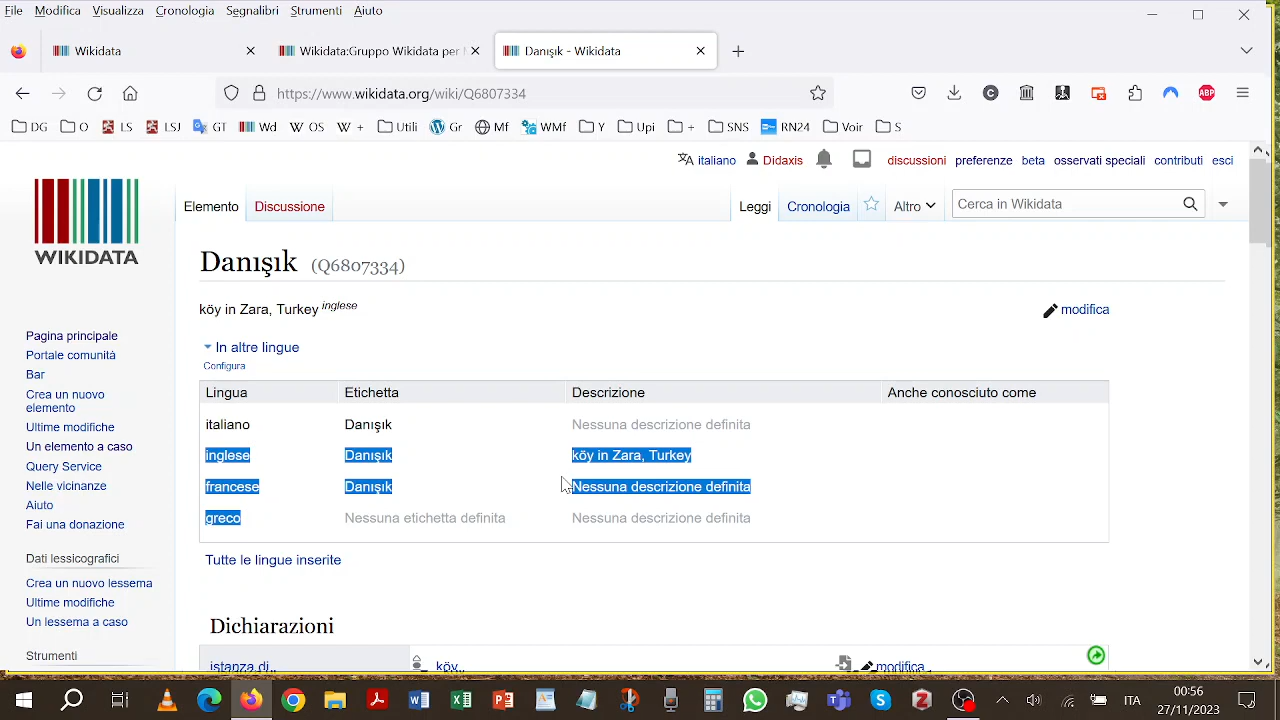 File Modifica Visualizza Cronologia Segnalibri Strumenti Aiuto
Wikidata
Wikidata:Gruppo Wikidata per
Danışık - Wikidata
https://www.wikidata.org/wiki/Q6807334
DG O LS LSJ GT Wd OS + Utili Gr Mf WMf Y Upi + SNS RN24 Voir S
italiano Didaxis discussioni preferenze beta osservati speciali contributi esci
WIKIDATA
Elemento Discussione Leggi Cronologia Altro Cerca in Wikidata
Danışık (Q6807334)
köy in Zara, Turkey inglese
modifica
In altre lingue
Configura
Lingua Etichetta Descrizione Anche conosciuto come
italiano Danışık Nessuna descrizione definita
inglese Danışık köy in Zara, Turkey
francese Danışık Nessuna descrizione definita
greco Nessuna etichetta definita Nessuna descrizione definita
Tutte le lingue inserite
Dichiarazioni
istanza di köy modifica
Pagina principale
Portale comunità
Bar
Crea un nuovo
elemento
Ultime modifiche
Un elemento a caso
Query Service
Nelle vicinanze
Aiuto
Fai una donazione
Dati lessicografici
Crea un nuovo lessema
Ultime modifiche
Un lessema a caso
Strumenti
ITA
00:56
27/11/2023